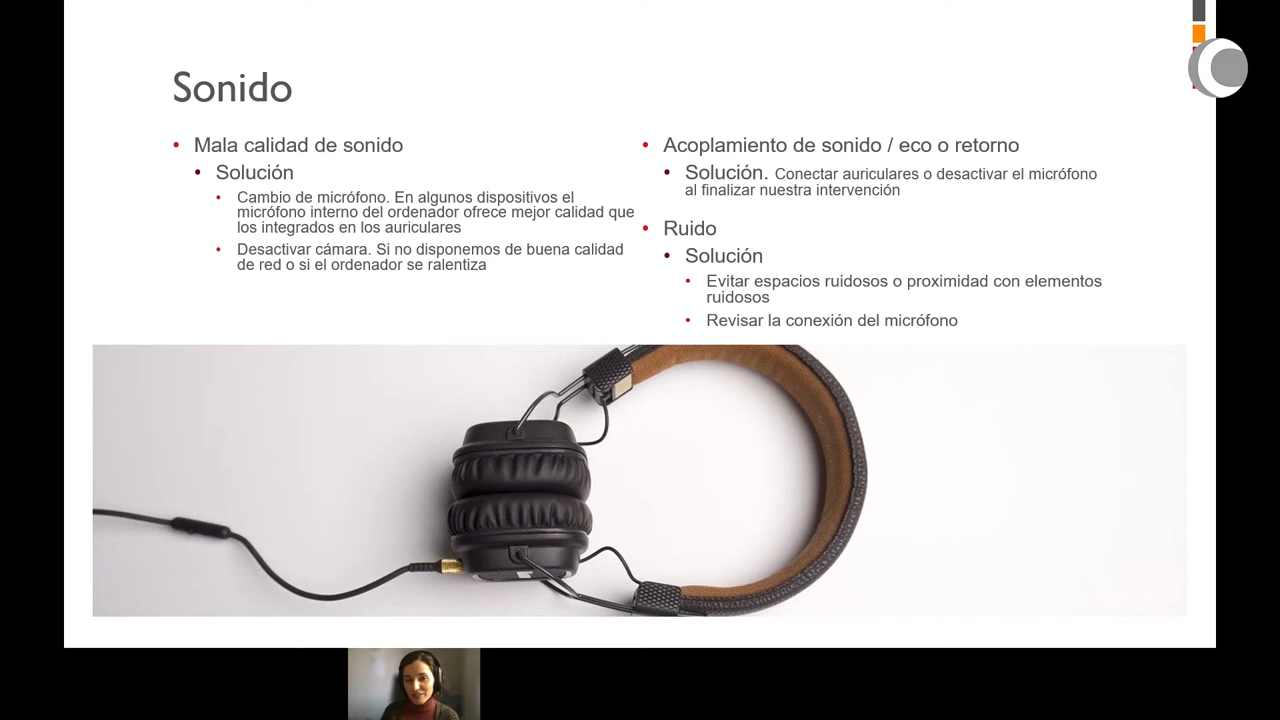 Sonido
Mala calidad de sonido
Solución
Cambio de micrófono. En algunos dispositivos el
micrófono interno del ordenador ofrece mejor calidad que
los integrados en los auriculares
Desactivar cámara. Si no disponemos de buena calidad
de red o si el ordenador se ralentiza
Acoplamiento de sonido / eco o retorno
Solución. Conectar auriculares o desactivar el micrófono
al finalizar nuestra intervención
Ruido
Solución
Evitar espacios ruidosos o proximidad con elementos
ruidosos
Revisar la conexión del micrófono